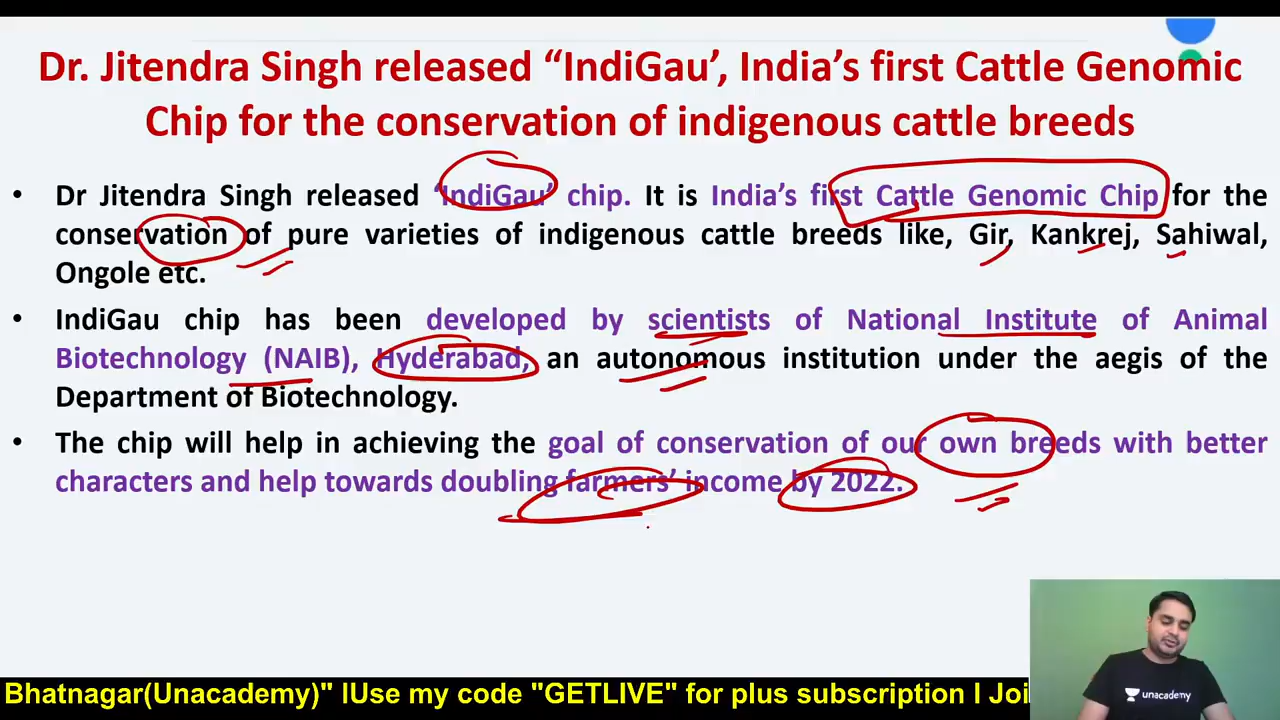 Dr. Jitendra Singh released “IndiGau’, India’s first Cattle Genomic
Chip for the conservation of indigenous cattle breeds
• Dr Jitendra Singh released ‘IndiGau’ chip. It is India’s first Cattle Genomic Chip for the
conservation of pure varieties of indigenous cattle breeds like, Gir, Kankrej, Sahiwal,
Ongole etc.
• IndiGau chip has been developed by scientists of National Institute of Animal
Biotechnology (NAIB), Hyderabad, an autonomous institution under the aegis of the
Department of Biotechnology.
• The chip will help in achieving the goal of conservation of our own breeds with better
characters and help towards doubling farmers’ income by 2022.
unacademy
Bhatnagar(Unacademy)" IUse my code "GETLIVE" for plus subscription I Joi